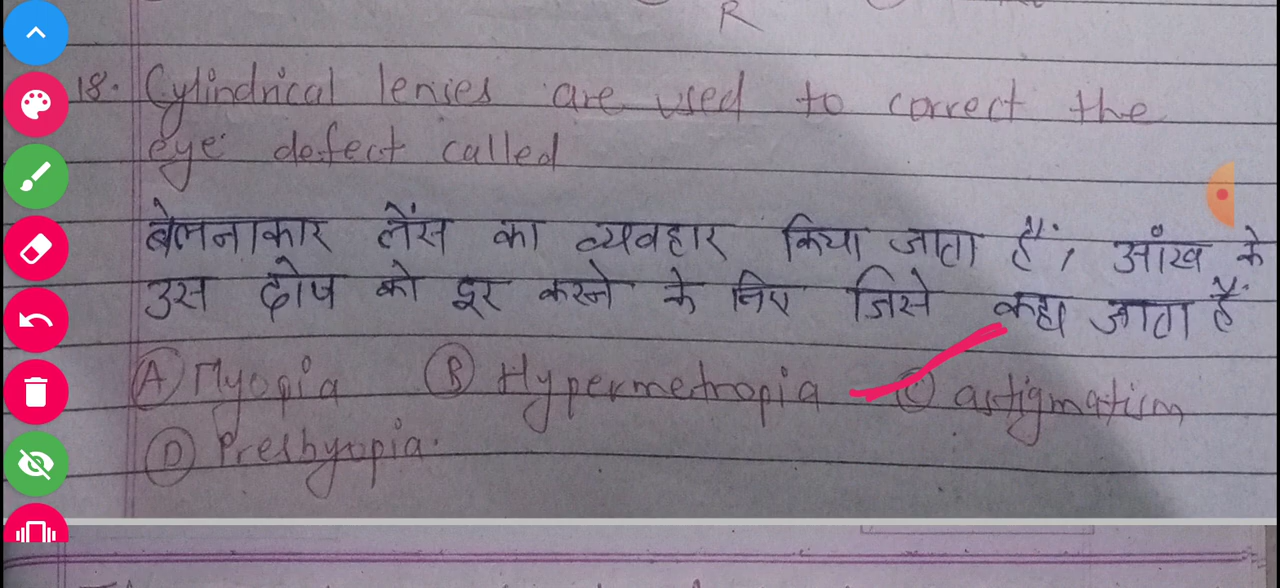 R
18. Cylindrical lenses are used to correct the
eye defect called
बेलनाकार लेंस का व्यवहार किया जाता है, आंख के
उस दोष को दूर करने के लिए जिसे कहा जाता है
(A) Myopia (B) Hypermetropia (C) astigmatism
(D) Presbyopia.